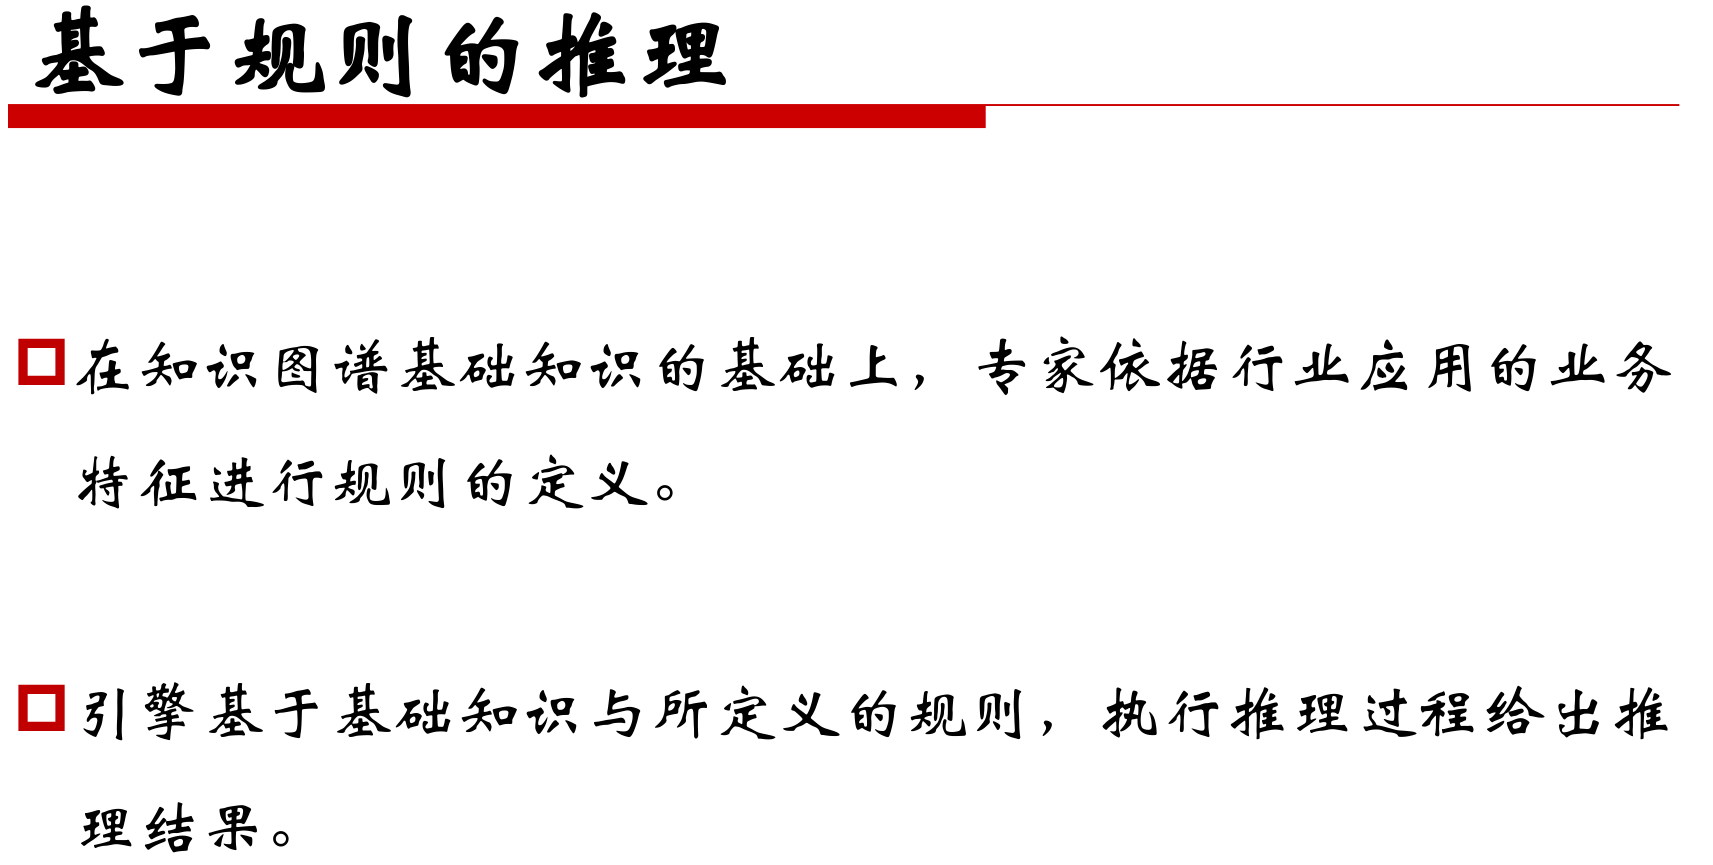 基于规则的推理
在知识图谱基础知识的基础上，专家依据行业应用的业务
特征进行规则的定义。
引擎基于基础知识与所定义的规则，执行推理过程给出推
理结果。